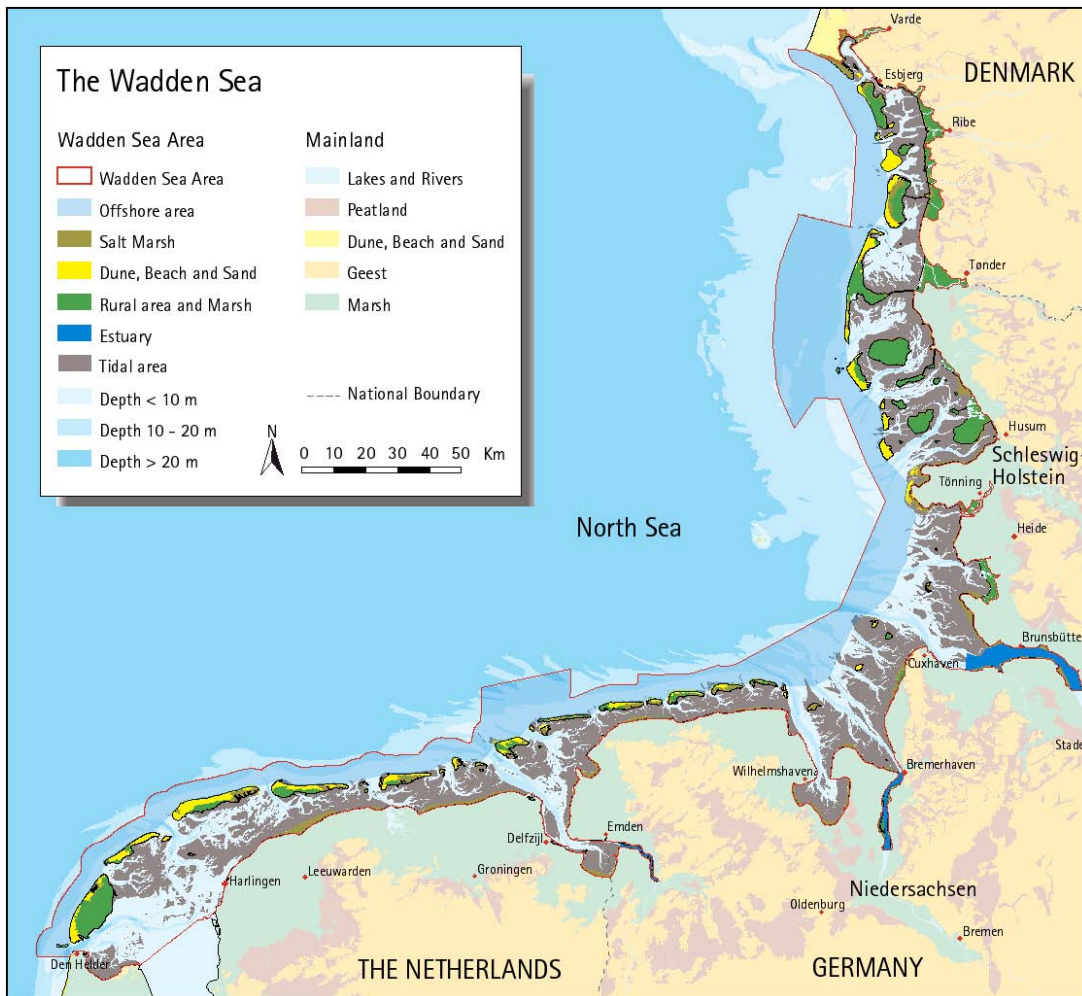 The Wadden Sea
Wadden Sea Area
Wadden Sea Area
Offshore area
Salt Marsh
Dune, Beach and Sand
Rural area and Marsh
Estuary
Tidal area
Depth < 10 m
Depth 10 - 20 m
Depth > 20 m
Mainland
Lakes and Rivers
Peatland
Dune, Beach and Sand
Geest
Marsh
National Boundary
N
0 10 20 30 40 50 Km
Varde
Esbjerg
DENMARK
Ribe
Tønder
Husum
Schleswig-
Holstein
Tönning
North Sea
Heide
Brunsbütte
Cuxhaven
Stade
Bremerhaven
Wilhelmshaven
Emden
Delfzijl
Groningen
Leeuwarden
Harlingen
Niedersachsen
Oldenburg
Bremen
Den Helder
THE NETHERLANDS
GERMANY